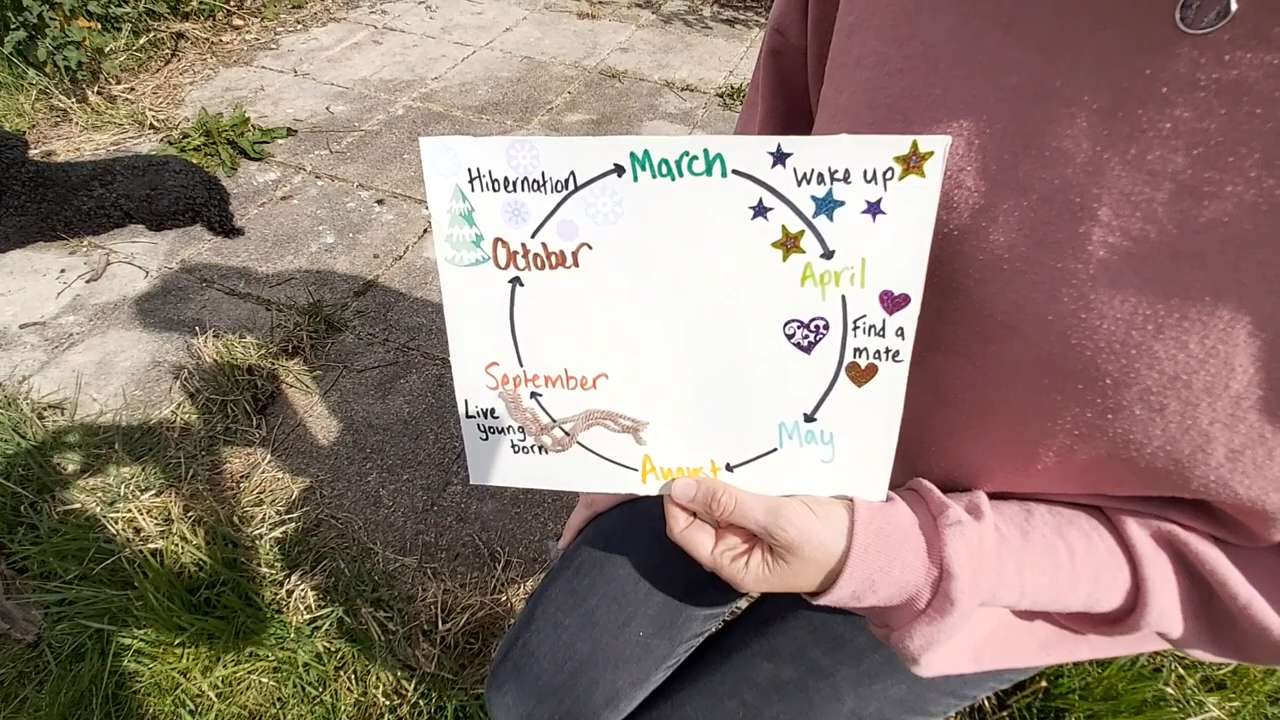 March
wake up
April
Find a
mate
May
August
Live
young
born
September
October
Hibernation